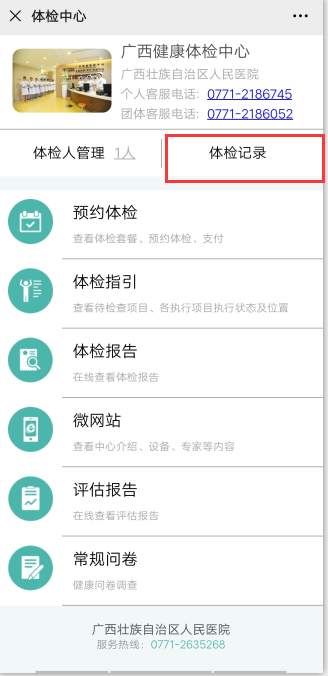 体检中心
广西健康体检中心
广西壮族自治区人民医院
个人客服电话: 0771-2186745
团体客服电话: 0771-2186052
体检人管理 1人
体检记录
预约体检
查看体检套餐、预约体检、支付
体检指引
查看待检查项目、各执行项目执行状态及位置
体检报告
在线查看体检报告
微网站
查看中心介绍、设备、专家等内容
评估报告
在线查看评估报告
常规问卷
健康问卷调查
广西壮族自治区人民医院
服务热线: 0771-2635268